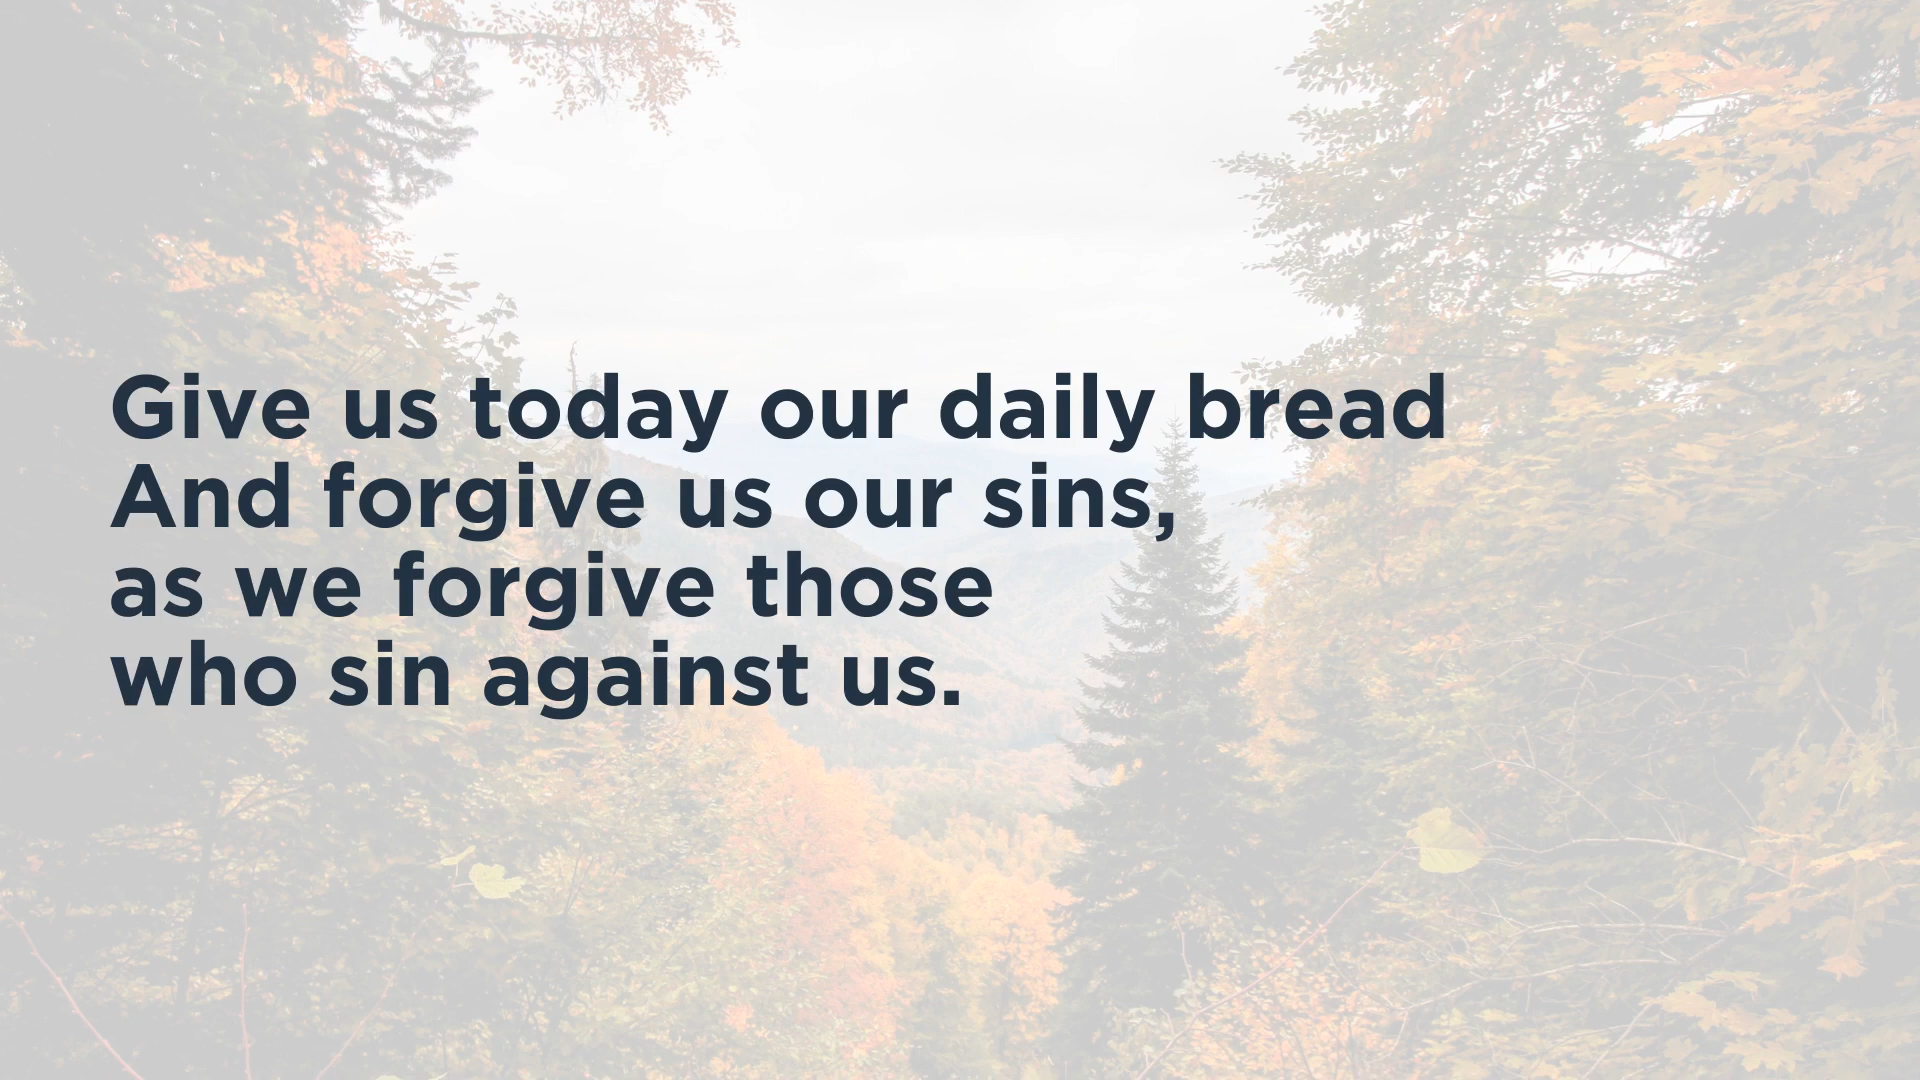 Give us today our daily bread
And forgive us our sins,
as we forgive those
who sin against us.